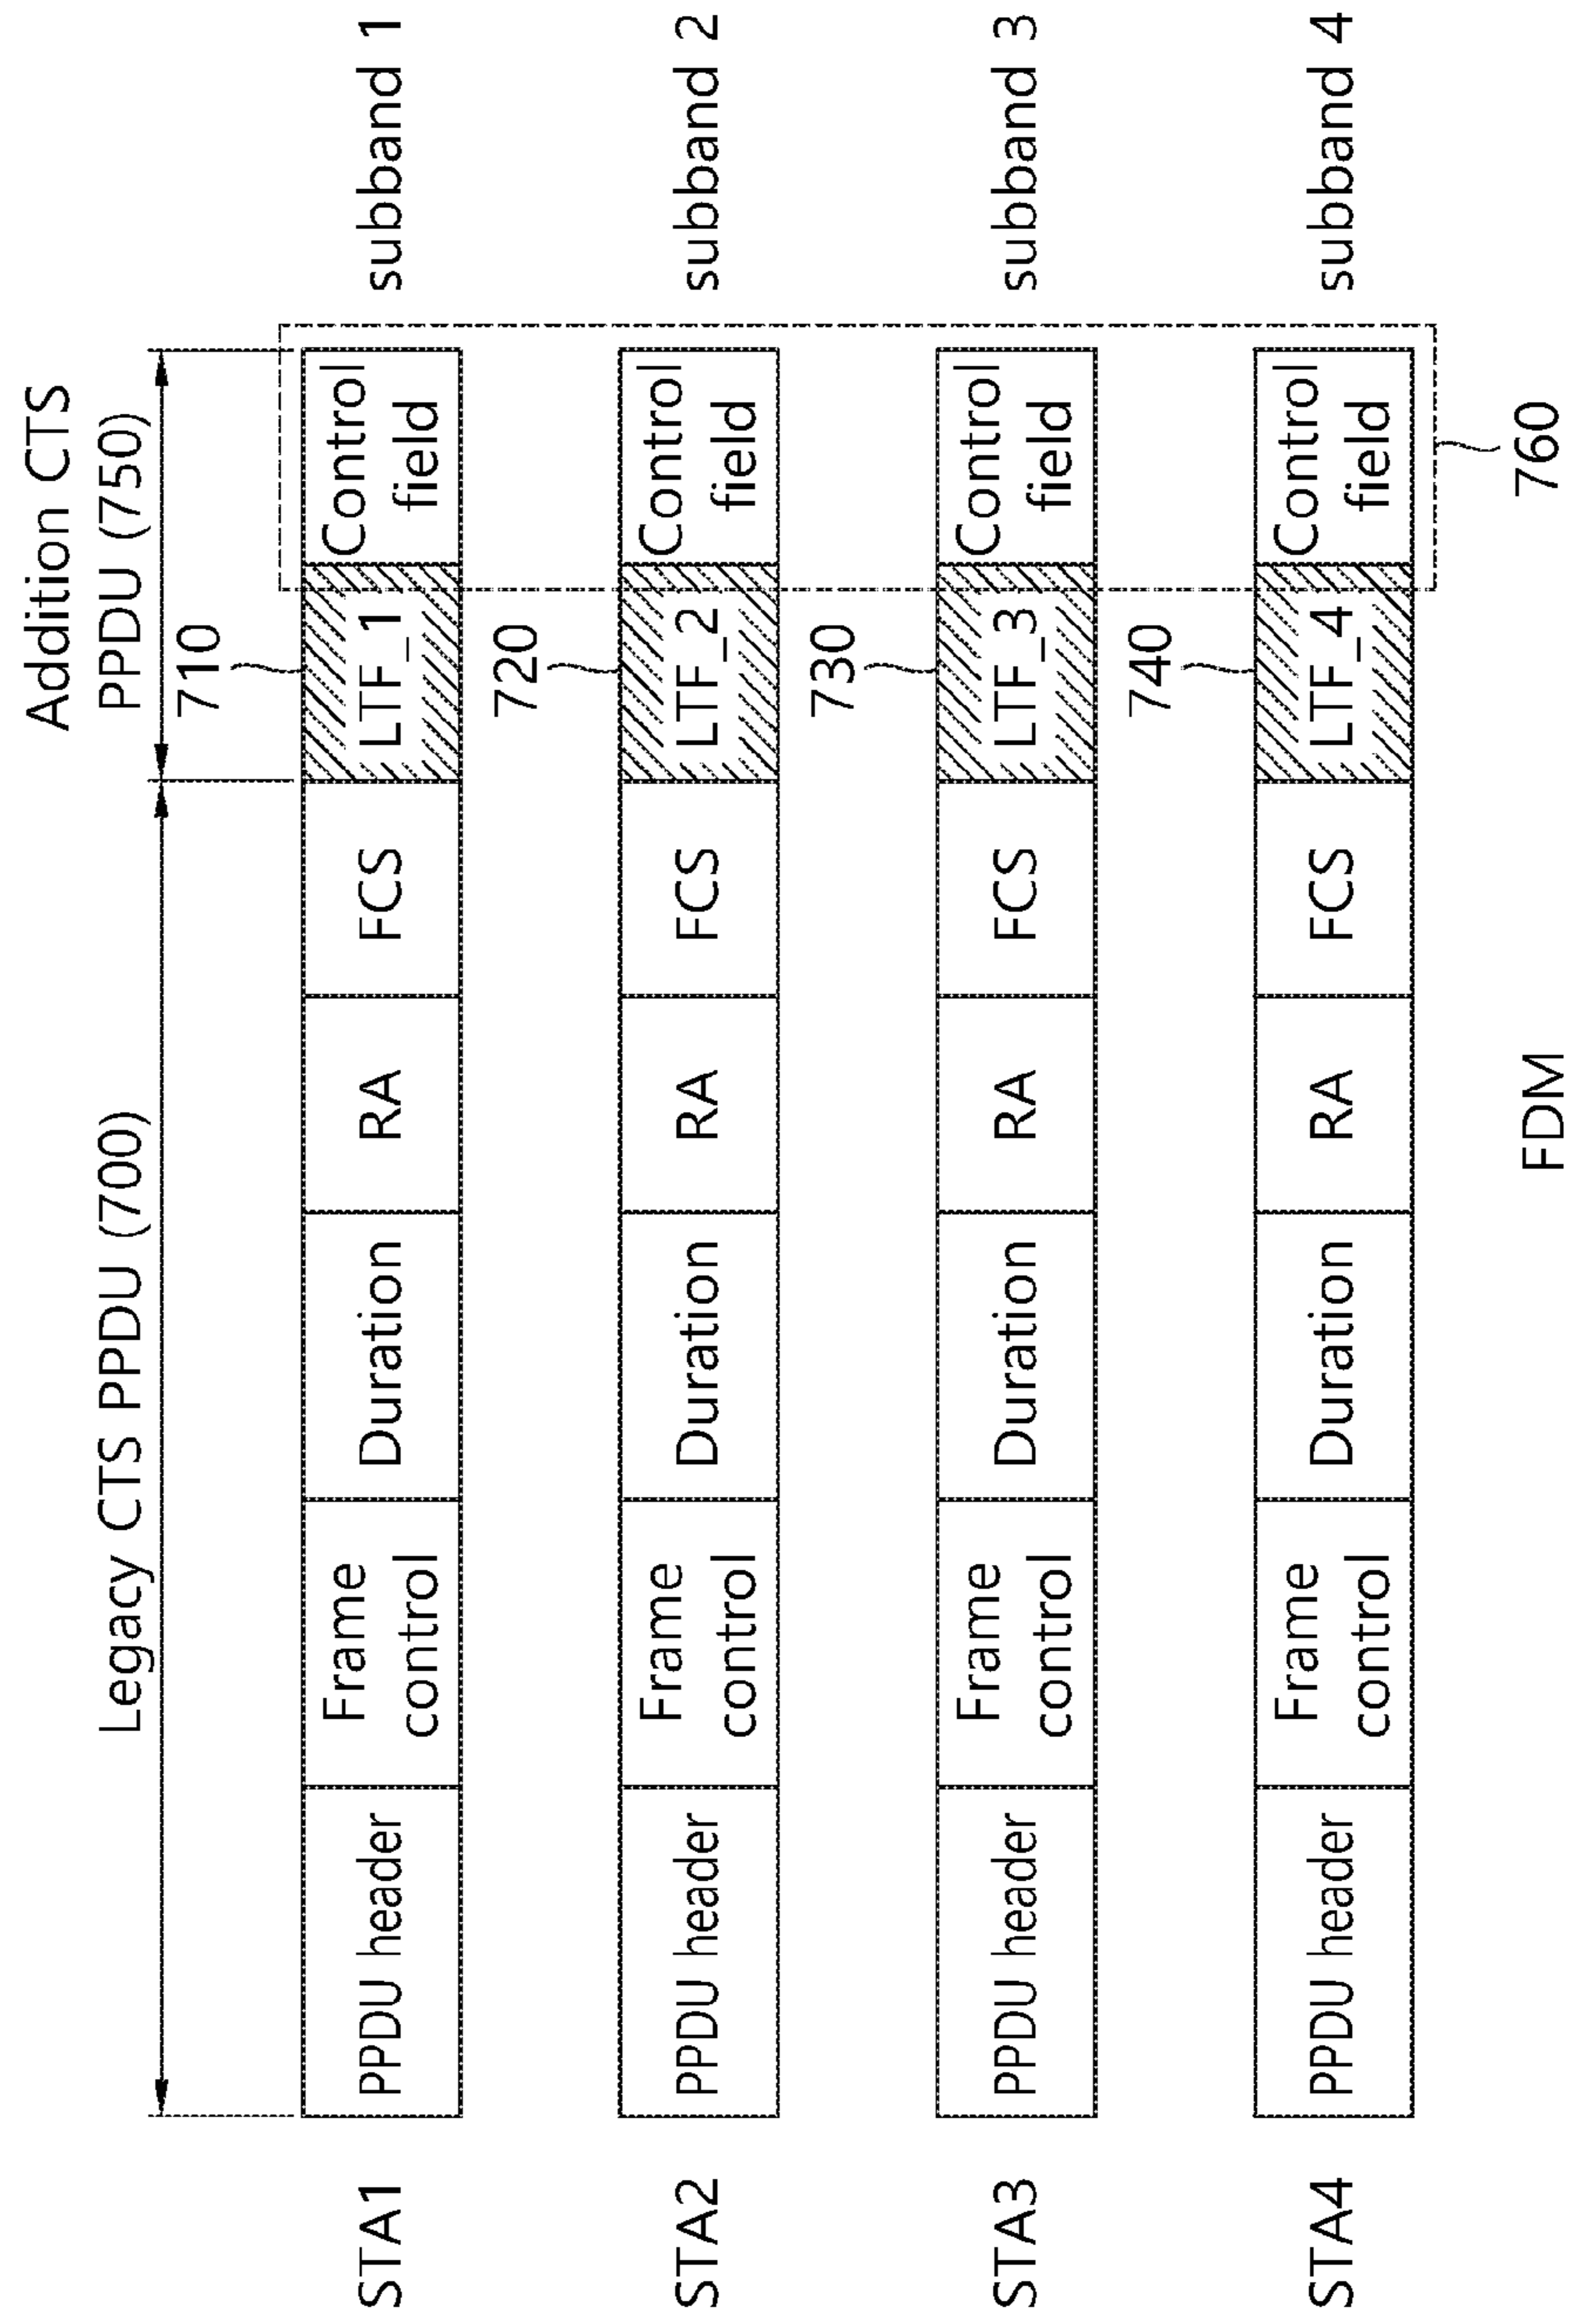 Legacy CTS PPDU (700)
Addition CTS
PPDU (750)
710
STA1
PPDU header
Frame
control
Duration
RA
FCS
LTF_1
Control
field
subband 1
720
STA2
PPDU header
Frame
control
Duration
RA
FCS
LTF_2
Control
field
subband 2
730
STA3
PPDU header
Frame
control
Duration
RA
FCS
LTF_3
Control
field
subband 3
740
STA4
PPDU header
Frame
control
Duration
RA
FCS
LTF_4
Control
field
subband 4
760
FDM